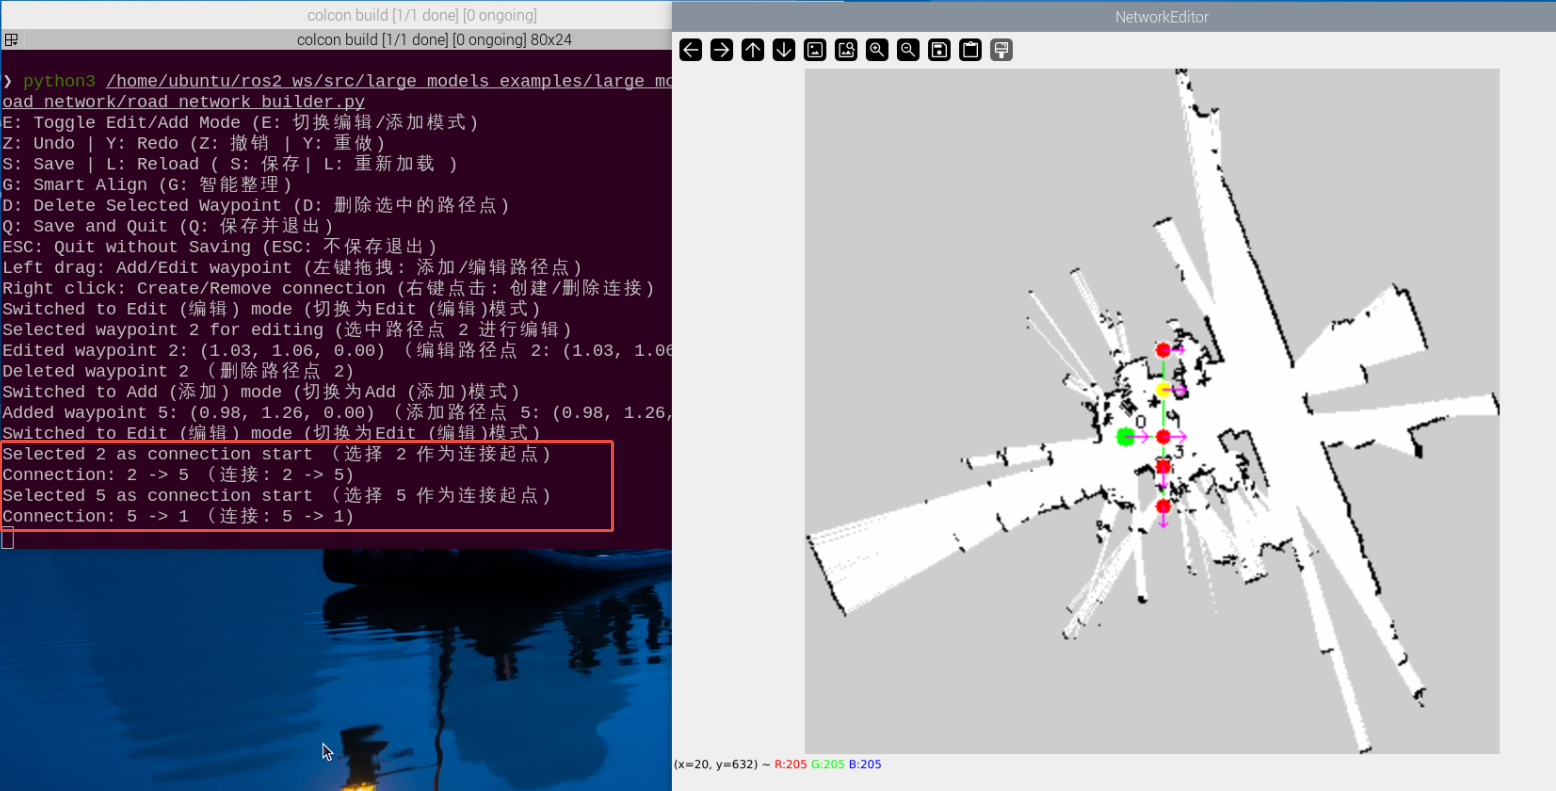 colcon build [1/1 done] [0 ongoing]
NetworkEditor
colcon build [1/1 done] [0 ongoing] 80x24
❯ python3 /home/ubuntu/ros2_ws/src/large_models_examples/large_mo
oad_network/road_network_builder.py
E: Toggle Edit/Add Mode (E: 切换编辑/添加模式)
Z: Undo | Y: Redo (Z: 撤销 | Y: 重做)
S: Save | L: Reload ( S: 保存| L: 重新加载 )
G: Smart Align (G: 智能整理)
D: Delete Selected Waypoint (D: 删除选中的路径点)
Q: Save and Quit (Q: 保存并退出)
ESC: Quit without Saving (ESC: 不保存退出)
Left drag: Add/Edit waypoint (左键拖拽: 添加/编辑路径点)
Right click: Create/Remove connection (右键点击: 创建/删除连接)
Switched to Edit (编辑) mode (切换为Edit (编辑)模式)
Selected waypoint 2 for editing (选中路径点 2 进行编辑)
Edited waypoint 2: (1.03, 1.06, 0.00) (编辑路径点 2: (1.03, 1.06
Deleted waypoint 2 (删除路径点 2)
Switched to Add (添加) mode (切换为Add (添加)模式)
Added waypoint 5: (0.98, 1.26, 0.00) (添加路径点 5: (0.98, 1.26,
Switched to Edit (编辑) mode (切换为Edit (编辑)模式)
Selected 2 as connection start (选择 2 作为连接起点)
Connection: 2 -> 5 (连接: 2 -> 5)
Selected 5 as connection start (选择 5 作为连接起点)
Connection: 5 -> 1 (连接: 5 -> 1)
0
1
3
(x=20, y=632) ~ R:205 G:205 B:205